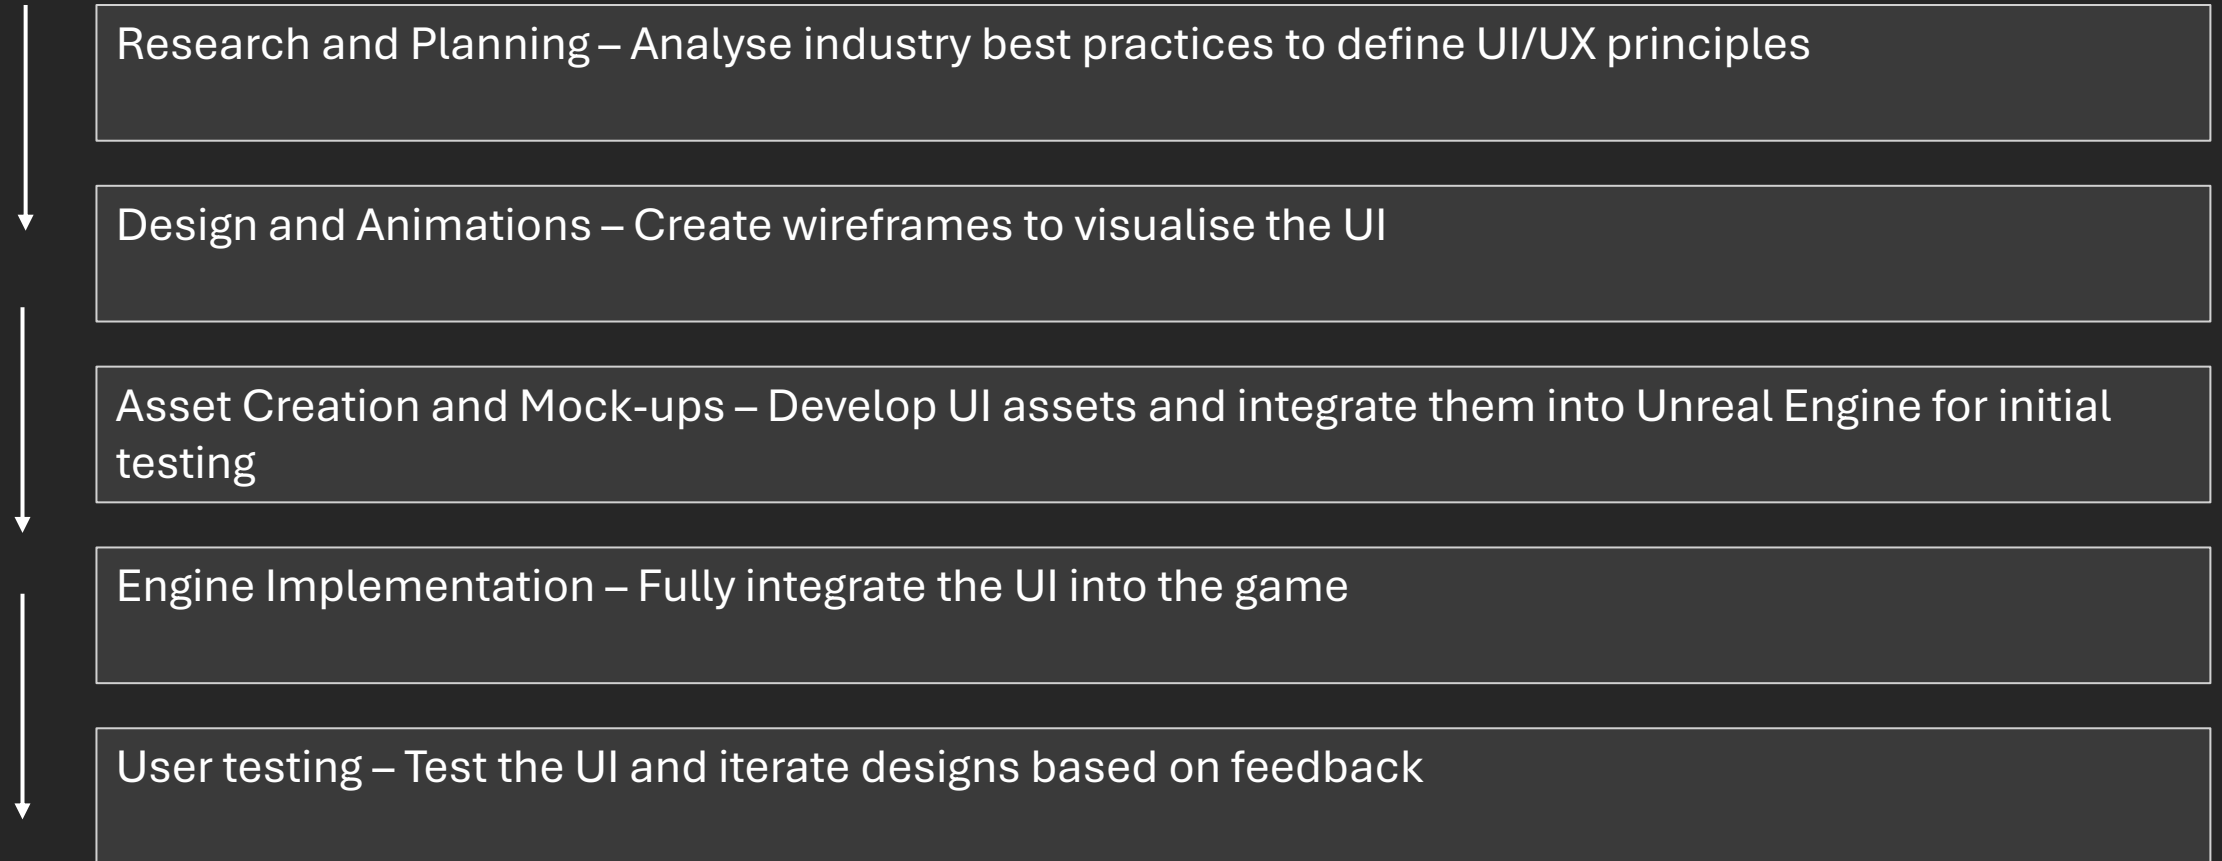 Research and Planning – Analyse industry best practices to define UI/UX principles
Design and Animations – Create wireframes to visualise the UI
Asset Creation and Mock-ups – Develop UI assets and integrate them into Unreal Engine for initial
testing
Engine Implementation – Fully integrate the UI into the game
User testing – Test the UI and iterate designs based on feedback